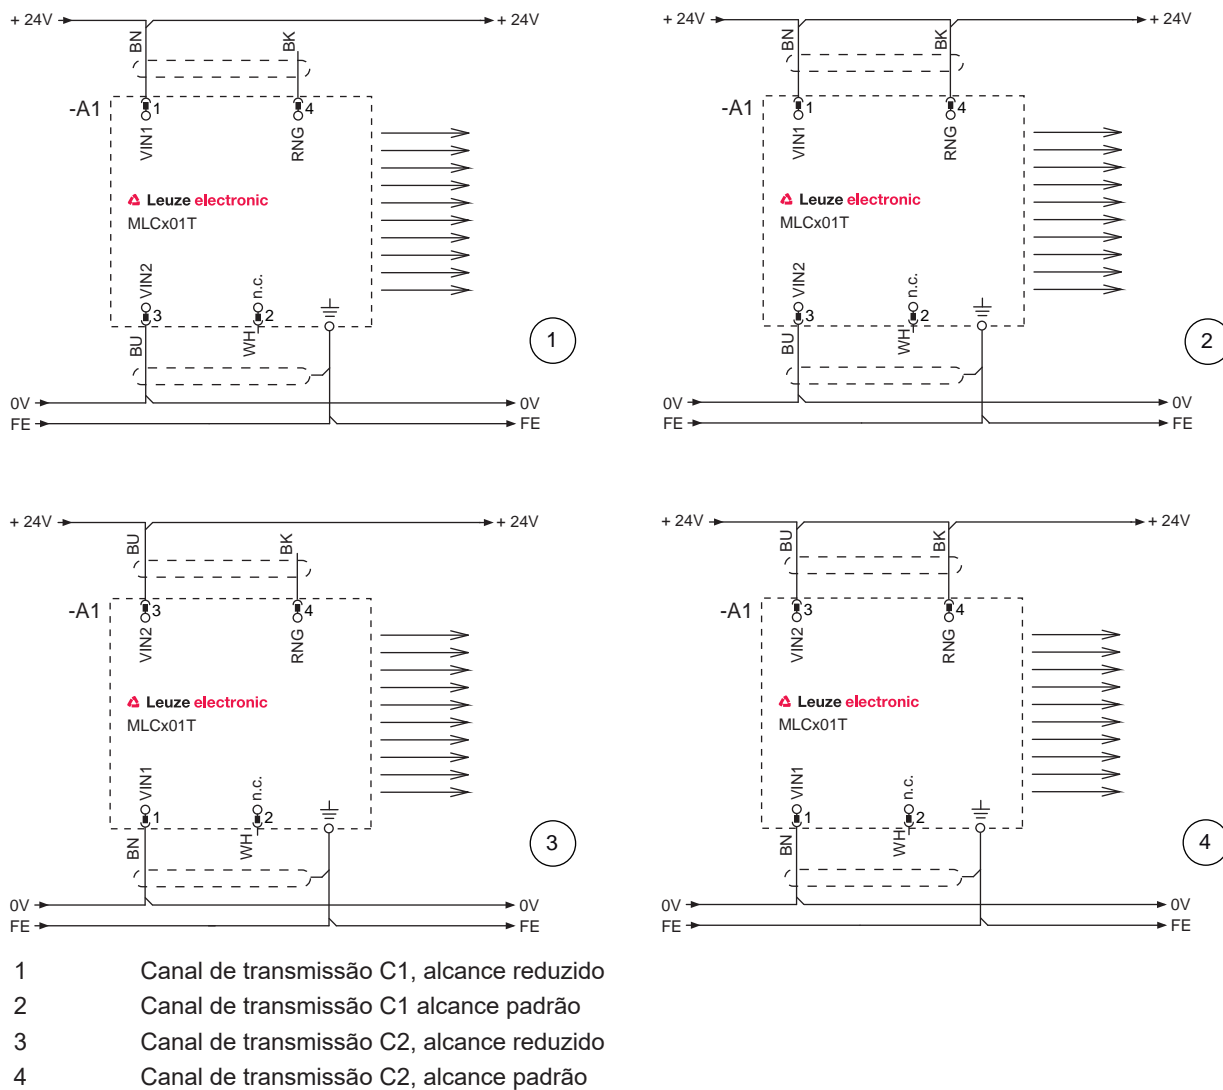 + 24V + 24V
BN BK
-A1 1 4
VIN1 RNG
Leuze electronic
MLCx01T
VIN2 n.c.
3 2
BU WH
1
0V 0V
FE FE
+ 24V + 24V
BN BK
-A1 1 4
VIN1 RNG
Leuze electronic
MLCx01T
VIN2 n.c.
3 2
BU WH
2
0V 0V
FE FE
+ 24V + 24V
BU BK
-A1 3 4
VIN2 RNG
Leuze electronic
MLCx01T
VIN1 n.c.
1 2
BN WH
3
0V 0V
FE FE
+ 24V + 24V
BU BK
-A1 3 4
VIN2 RNG
Leuze electronic
MLCx01T
VIN1 n.c.
1 2
BN WH
4
0V 0V
FE FE
1 Canal de transmissão C1, alcance reduzido
2 Canal de transmissão C1 alcance padrão
3 Canal de transmissão C2, alcance reduzido
4 Canal de transmissão C2, alcance padrão